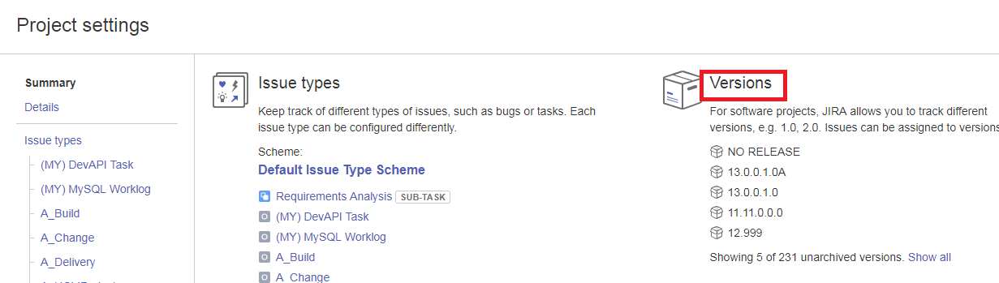 Project settings
Summary
Details
Issue types
(MY) DevAPI Task
(MY) MySQL Worklog
A_Build
A_Change
A_Delivery
Issue types
Keep track of different types of issues, such as bugs or tasks. Each
issue type can be configured differently.
Scheme:
Default Issue Type Scheme
Requirements Analysis SUB-TASK
(MY) DevAPI Task
(MY) MySQL Worklog
A_Build
A_Change
Versions
For software projects, JIRA allows you to track different
versions, e.g. 1.0, 2.0. Issues can be assigned to versions
NO RELEASE
13.0.0.1.0A
13.0.0.1.0
11.11.0.0.0
12.999
Showing 5 of 231 unarchived versions. Show all